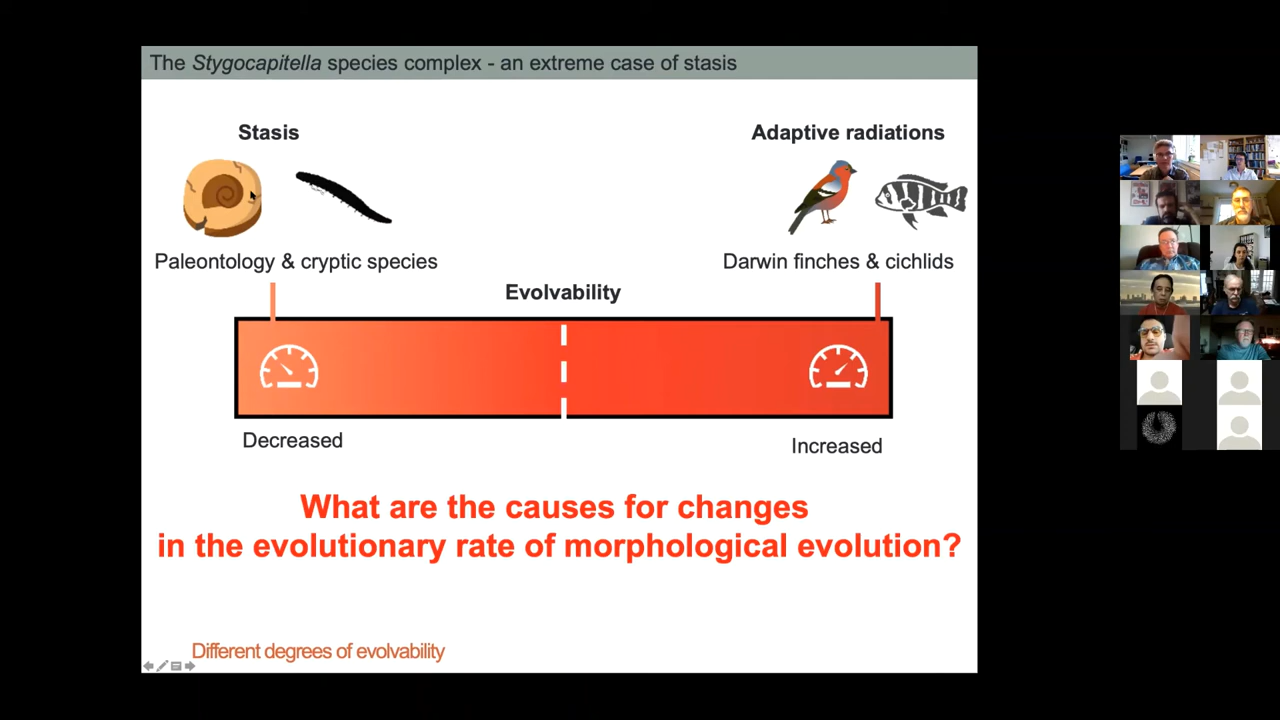 The Stygocapitella species complex - an extreme case of stasis
Stasis
Adaptive radiations
Paleontology & cryptic species
Darwin finches & cichlids
Evolvability
Decreased
Increased
What are the causes for changes
in the evolutionary rate of morphological evolution?
Different degrees of evolvability